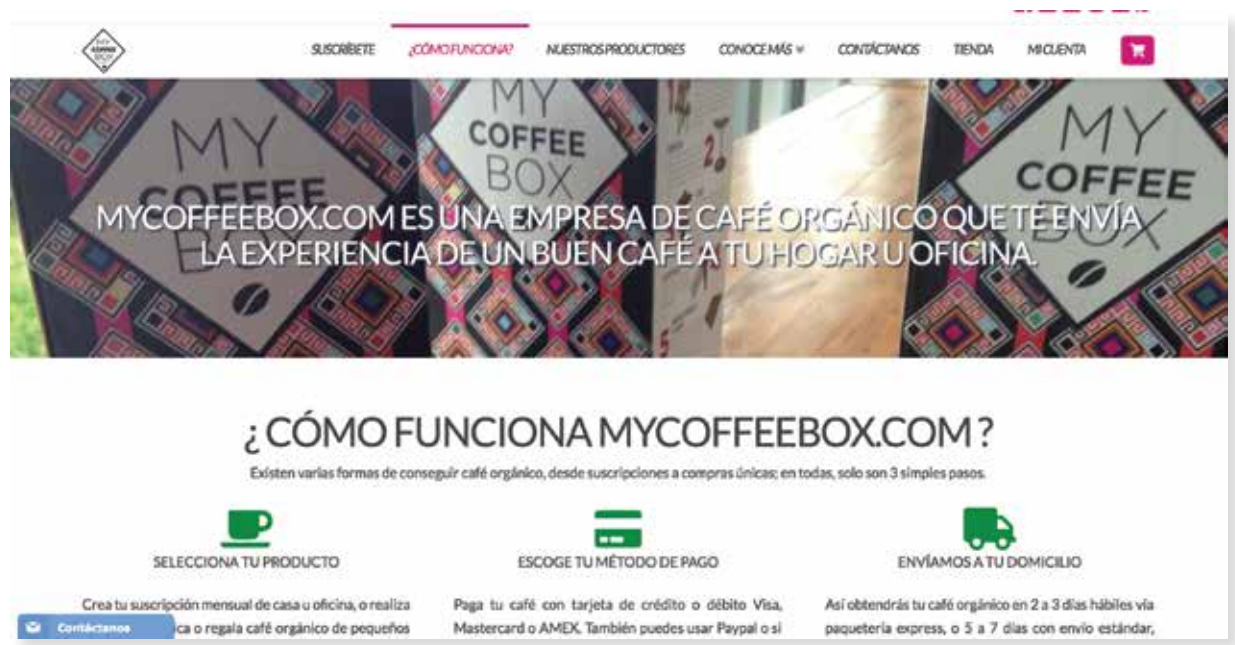 MY
COFFEE
BOX
SUSCRÍBETE
¿CÓMO FUNCIONA?
NUESTROS PRODUCTORES
CONOCE MÁS
CONTÁCTANOS
TIENDA
MI CUENTA
MY
COFFEE
BOX
MY
COFFEE
BOX
MY
COFFEE
BOX
2
5
MYCOFFEEBOX.COM ES UNA EMPRESA DE CAFÉ ORGÁNICO QUE TE ENVÍA
LA EXPERIENCIA DE UN BUEN CAFÉ A TU HOGAR U OFICINA.
¿ CÓMO FUNCIONA MYCOFFEEBOX.COM ?
Existen varias formas de conseguir café orgánico, desde suscripciones a compras únicas; en todas, solo son 3 simples pasos.
SELECCIONA TU PRODUCTO
Crea tu suscripción mensual de casa u oficina, o realiza
ca o regala café orgánico de pequeños
ESCOGE TU MÉTODO DE PAGO
Paga tu café con tarjeta de crédito o débito Visa,
Mastercard o AMEX. También puedes usar Paypal o si
ENVÍAMOS A TU DOMICILIO
Así obtendrás tu café orgánico en 2 a 3 días hábiles vía
paquetería express, o 5 a 7 días con envío estándar,
Contáctanos